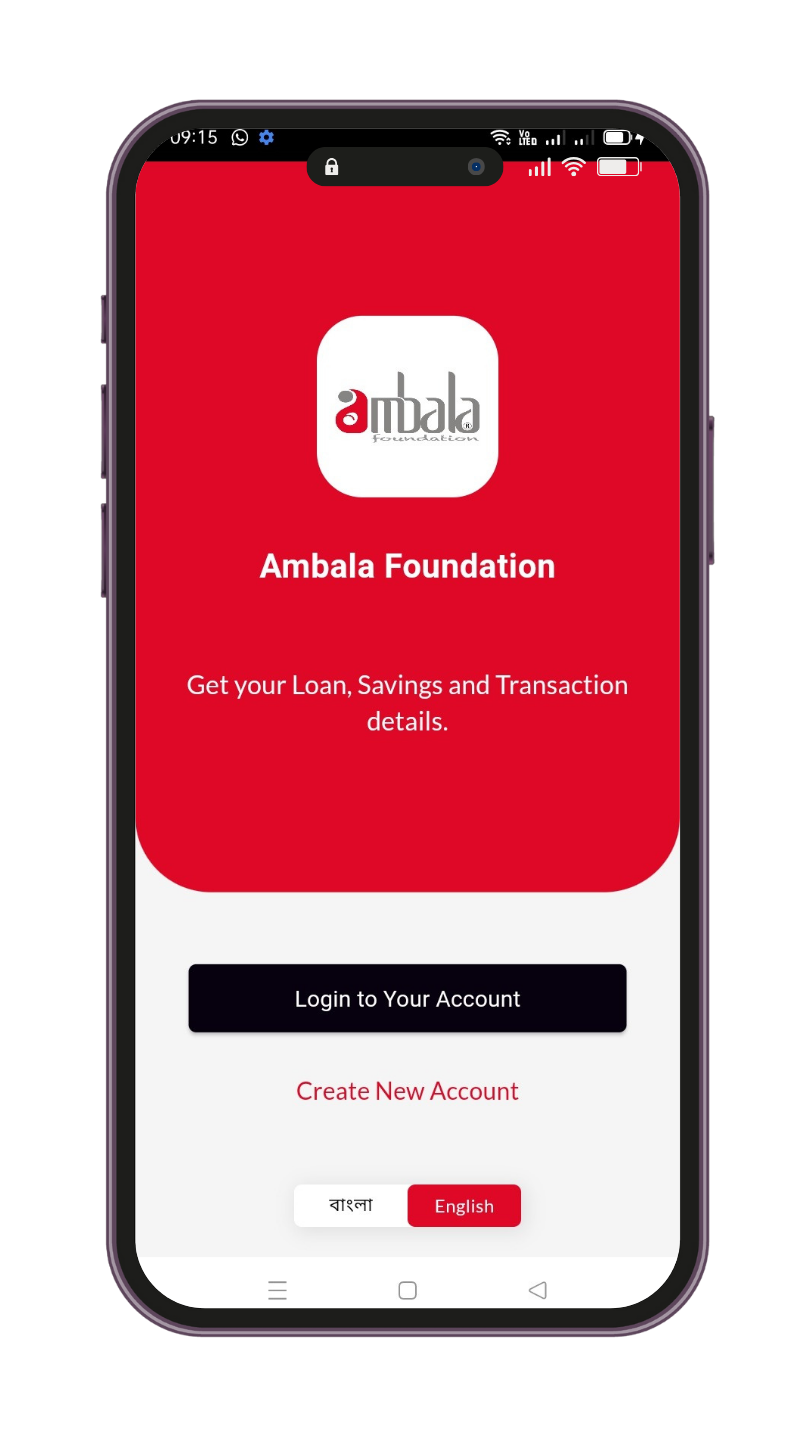 09:15
Vo
LTE
ambala
foundation
Ambala Foundation
Get your Loan, Savings and Transaction
details.
Login to Your Account
Create New Account
বাংলা English